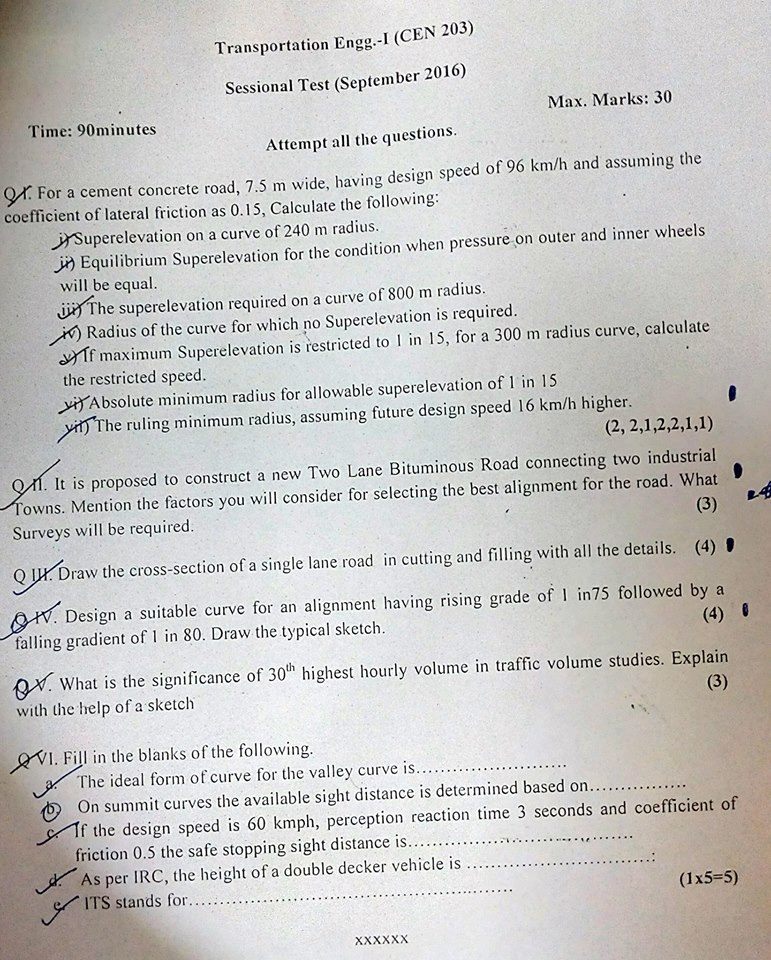 Transportation Engg.-I (CEN 203)
Sessional Test (September 2016)
Max. Marks: 30
Time: 90minutes
Attempt all the questions.
Q I. For a cement concrete road, 7.5 m wide, having design speed of 96 km/h and assuming the
coefficient of lateral friction as 0.15, Calculate the following:
i) Superelevation on a curve of 240 m radius.
ii) Equilibrium Superelevation for the condition when pressure on outer and inner wheels
will be equal.
iii) The superelevation required on a curve of 800 m radius.
iv) Radius of the curve for which no Superelevation is required.
v) If maximum Superelevation is restricted to 1 in 15, for a 300 m radius curve, calculate
the restricted speed.
vi) Absolute minimum radius for allowable superelevation of 1 in 15
vii) The ruling minimum radius, assuming future design speed 16 km/h higher.
(2, 2,1,2,2,1,1)
Q II. It is proposed to construct a new Two Lane Bituminous Road connecting two industrial
Towns. Mention the factors you will consider for selecting the best alignment for the road. What
Surveys will be required. (3)
Q III. Draw the cross-section of a single lane road in cutting and filling with all the details. (4)
Q IV. Design a suitable curve for an alignment having rising grade of 1 in75 followed by a
falling gradient of 1 in 80. Draw the typical sketch. (4)
Q V. What is the significance of 30th highest hourly volume in traffic volume studies. Explain
with the help of a sketch (3)
Q VI. Fill in the blanks of the following.
a. The ideal form of curve for the valley curve is.........................
b) On summit curves the available sight distance is determined based on................
c. If the design speed is 60 kmph, perception reaction time 3 seconds and coefficient of
friction 0.5 the safe stopping sight distance is.....................................
d. As per IRC, the height of a double decker vehicle is ..............................:
e. ITS stands for.................................................... (1x5=5)
xxxxxx